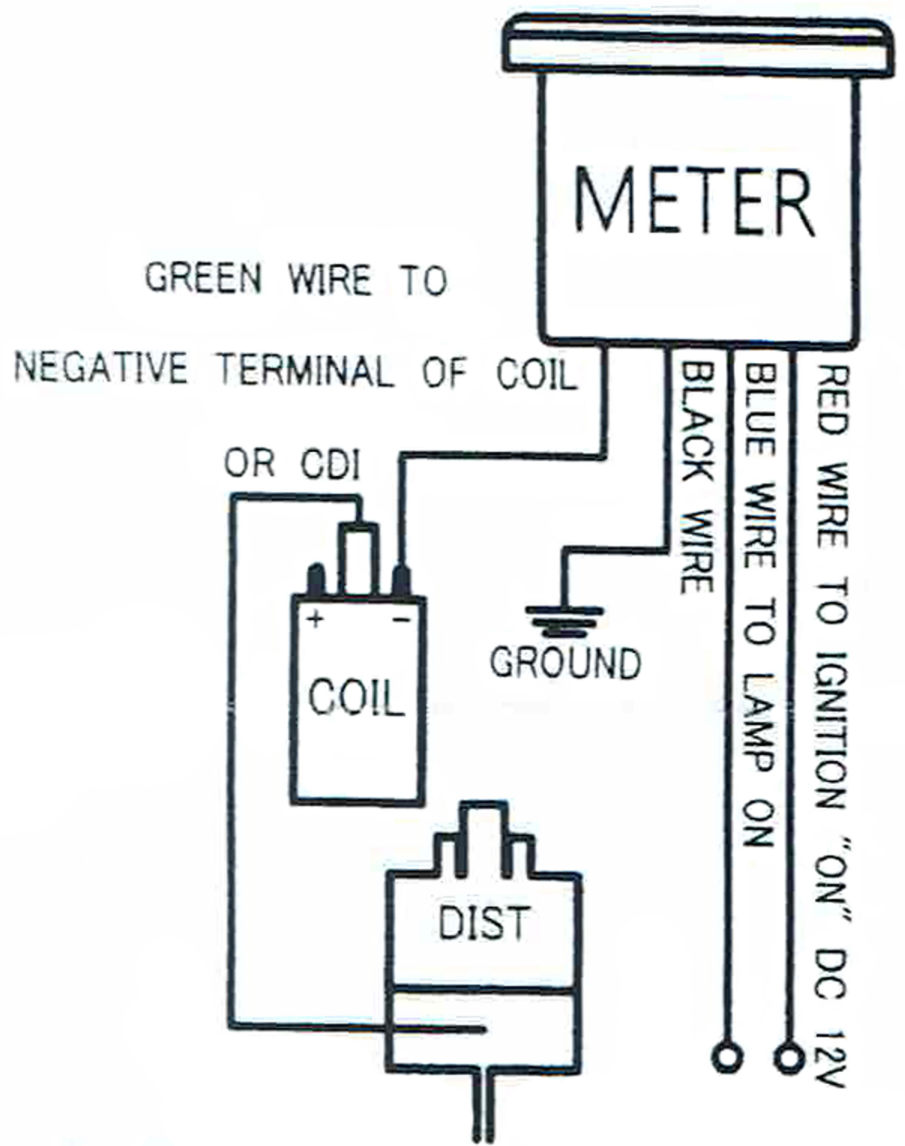 METER
GREEN WIRE TO
NEGATIVE TERMINAL OF COIL
OR CDI
BLACK WIRE
BLUE WIRE TO LAMP ON
RED WIRE TO IGNITION "ON" DC 12V
+ −
COIL
GROUND
DIST